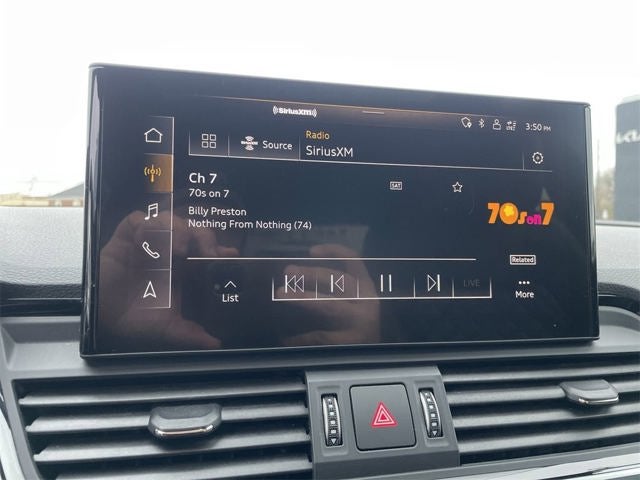 ((SiriusXM))
3:50 PM
Radio
Source
SiriusXM
Ch 7
SAT
70s on 7
Billy Preston
Nothing From Nothing (74)
70s on 7
Related
List
LIVE
More